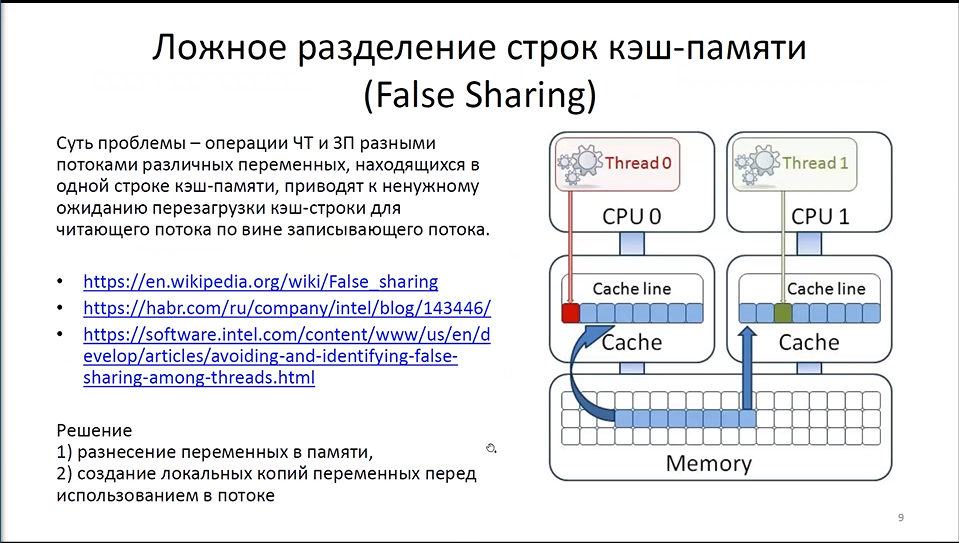 Ложное разделение строк кэш-памяти
(False Sharing)
Суть проблемы – операции ЧТ и ЗП разными
потоками различных переменных, находящихся в
одной строке кэш-памяти, приводят к ненужному
ожиданию перезагрузки кэш-строки для
читающего потока по вине записывающего потока.
• https://en.wikipedia.org/wiki/False_sharing
• https://habr.com/ru/company/intel/blog/143446/
• https://software.intel.com/content/www/us/en/d
evelop/articles/avoiding-and-identifying-false-
sharing-among-threads.html
Решение
1) разнесение переменных в памяти,
2) создание локальных копий переменных перед
использованием в потоке
Thread 0
CPU 0
Thread 1
CPU 1
Cache line
Cache
Cache line
Cache
Memory
9